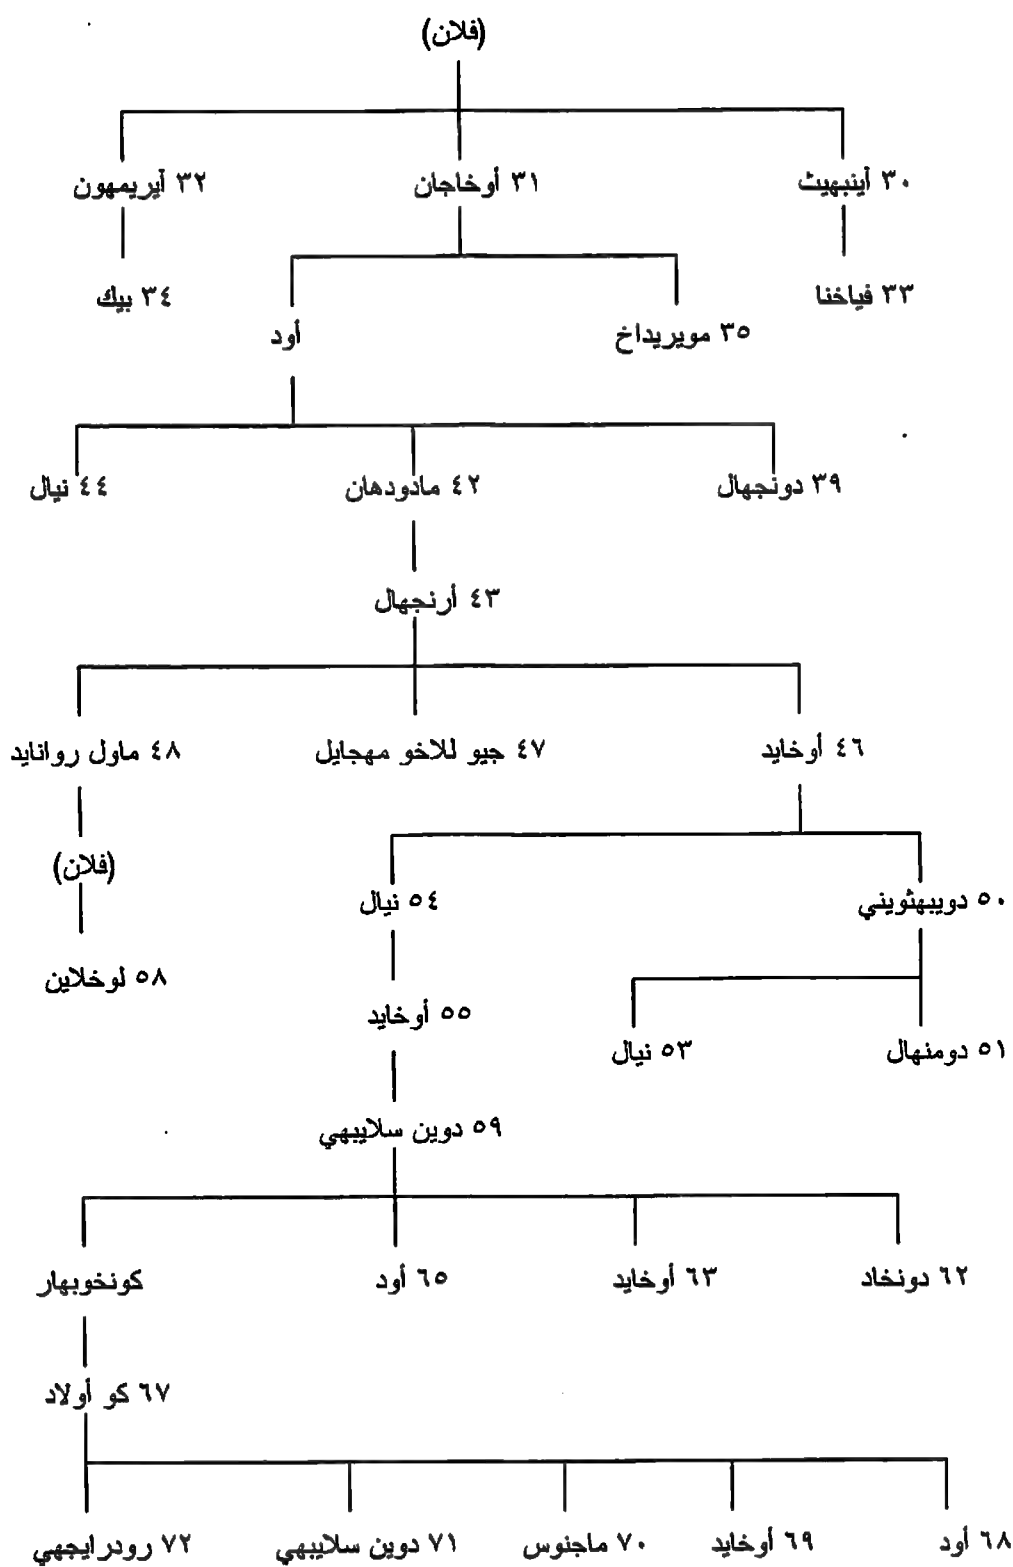 (فلان)
٣٠ أينبهيث ٣١ أوخاجان ٣٢ آيريمهون
٣٣ فياخنا ٣٤ بيك
٣٥ مويريداخ أود
٣٩ دونجهال ٤٢ مادودهان ٤٤ نيال
٤٣ أرنجهال
٤٦ أوخايد ٤٧ جيو للاخو مهجايل ٤٨ ماول روانايد
(فلان)
٥٠ دويبهثويني ٥٤ نيال
٥٨ لوخلاين
٥٥ أوخايد
٥١ دومنهال ٥٣ نيال
٥٩ دوين سلايبهي
٦٢ دونخاد ٦٣ أوخايد ٦٥ أود كونخوبهار
٦٧ كو أولاد
٦٨ أود ٦٩ أوخايد ٧٠ ماجنوس ٧١ دوين سلايبهي ٧٢ رودرايجهي